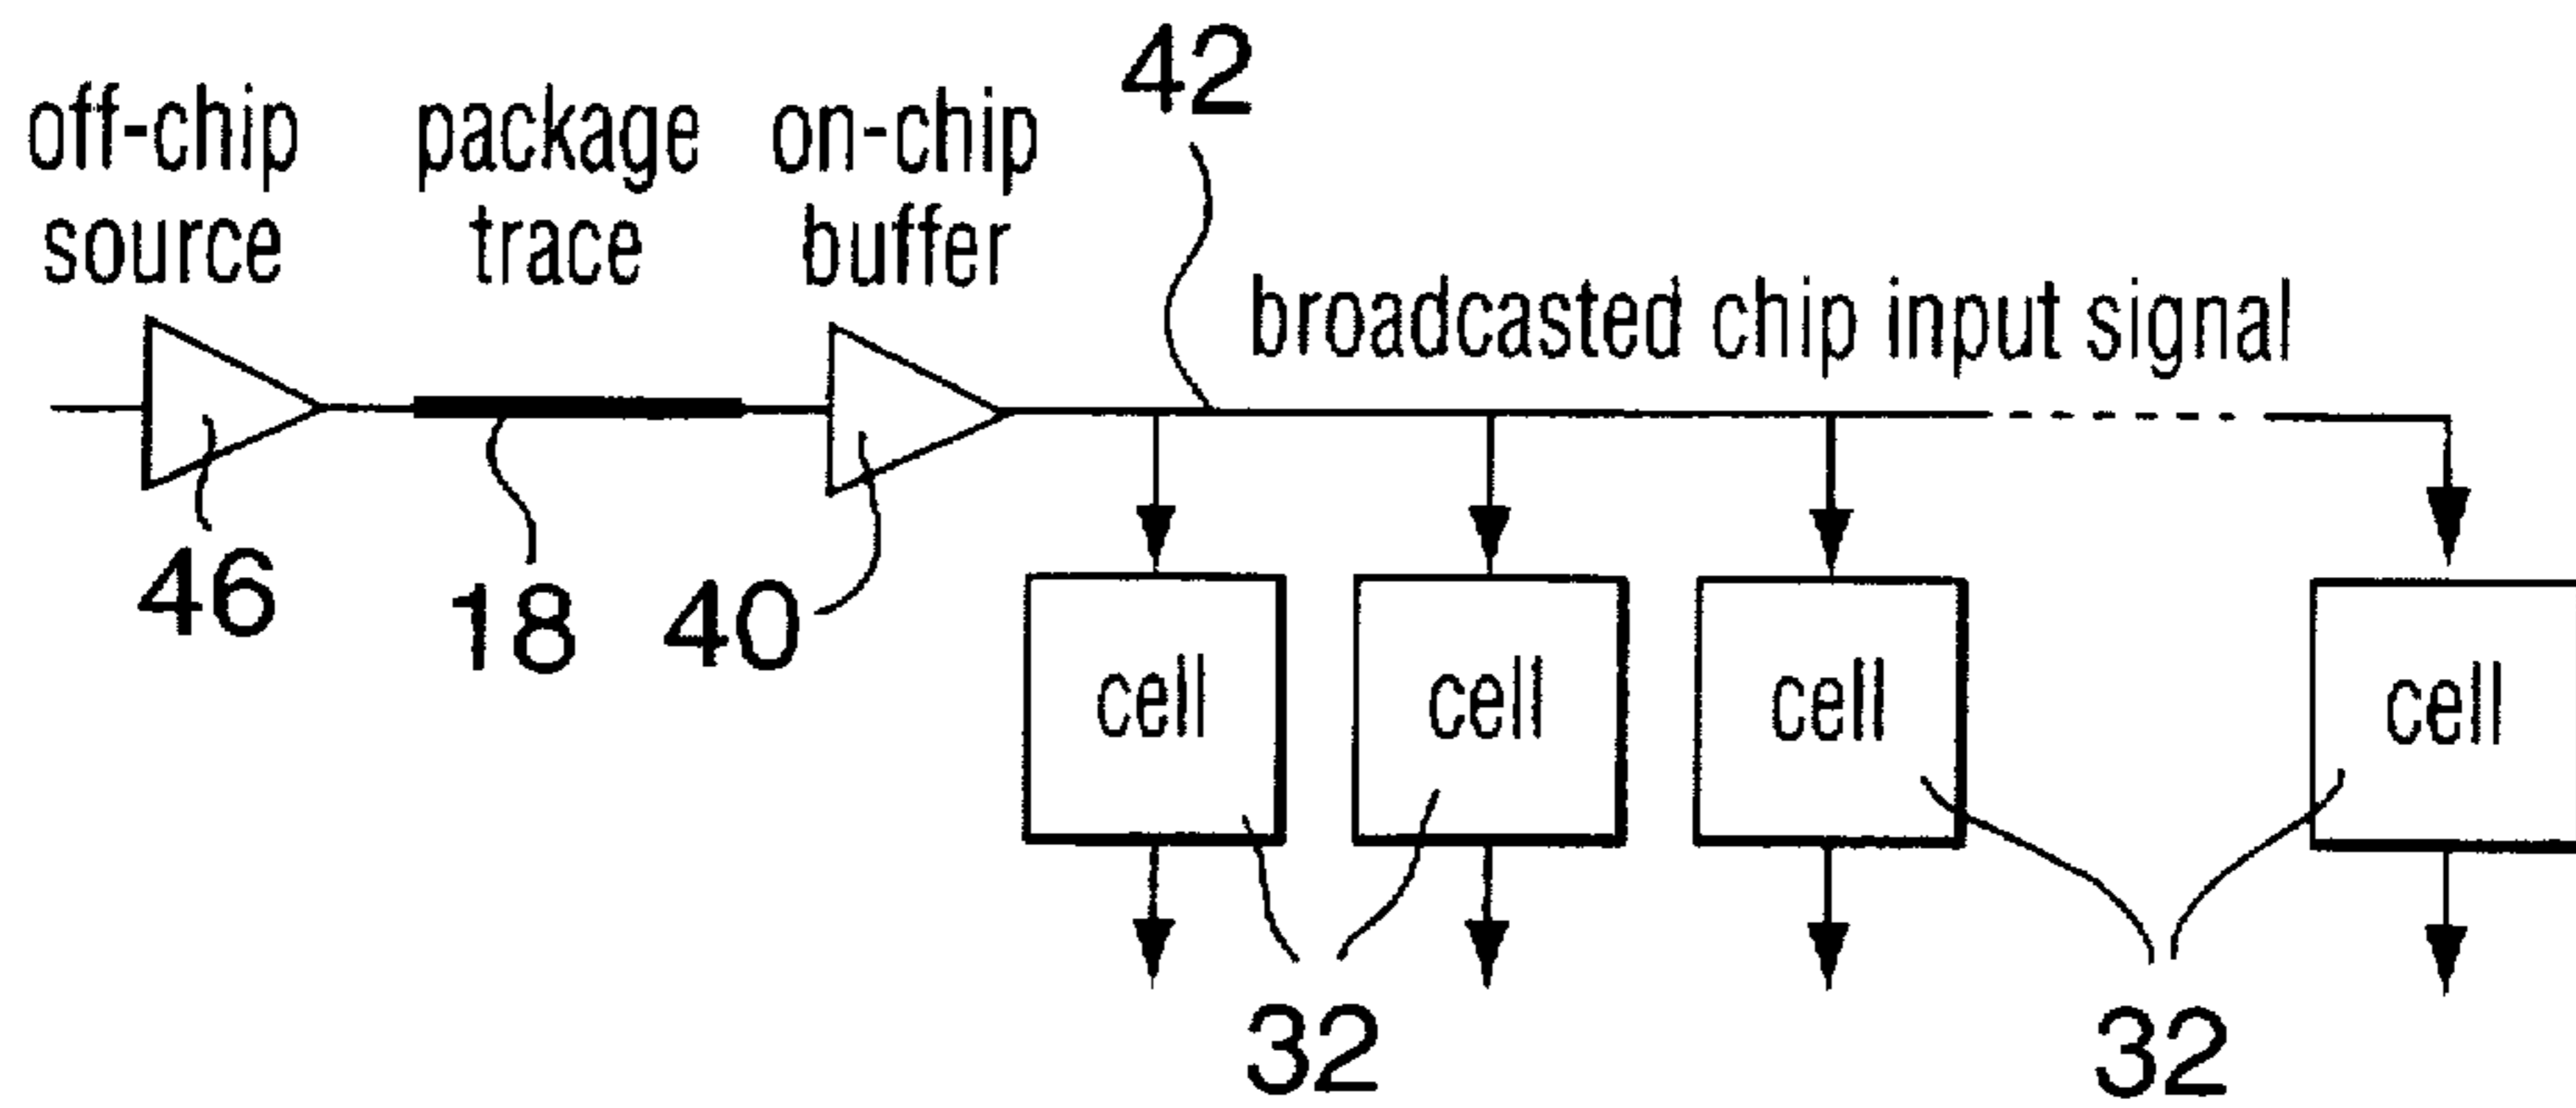 42
off-chip
source
package
trace
on-chip
buffer
broadcasted chip input signal
46
18
40
cell
cell
cell
cell
32
32